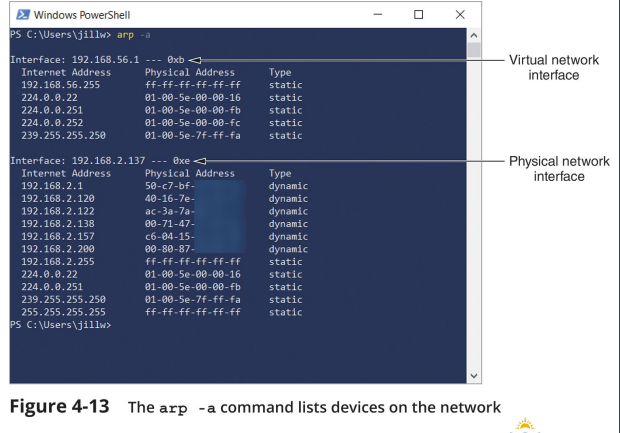 Windows PowerShell
PS C:\Users\jillw> arp -a
Interface: 192.168.56.1 --- 0xb
Virtual network
interface
Internet Address Physical Address Type
192.168.56.255 ff-ff-ff-ff-ff-ff static
224.0.0.22 01-00-5e-00-00-16 static
224.0.0.251 01-00-5e-00-00-fb static
224.0.0.252 01-00-5e-00-00-fc static
239.255.255.250 01-00-5e-7f-ff-fa static
Interface: 192.168.2.137 --- 0xe
Physical network
interface
Internet Address Physical Address Type
192.168.2.1 50-c7-bf- dynamic
192.168.2.120 40-16-7e- dynamic
192.168.2.122 ac-3a-7a- dynamic
192.168.2.138 00-71-47- dynamic
192.168.2.157 c6-04-15- dynamic
192.168.2.200 00-80-87- dynamic
192.168.2.255 ff-ff-ff-ff-ff-ff static
224.0.0.22 01-00-5e-00-00-16 static
224.0.0.251 01-00-5e-00-00-fb static
239.255.255.250 01-00-5e-7f-ff-fa static
255.255.255.255 ff-ff-ff-ff-ff-ff static
PS C:\Users\jillw>
Figure 4-13 The arp -a command lists devices on the network